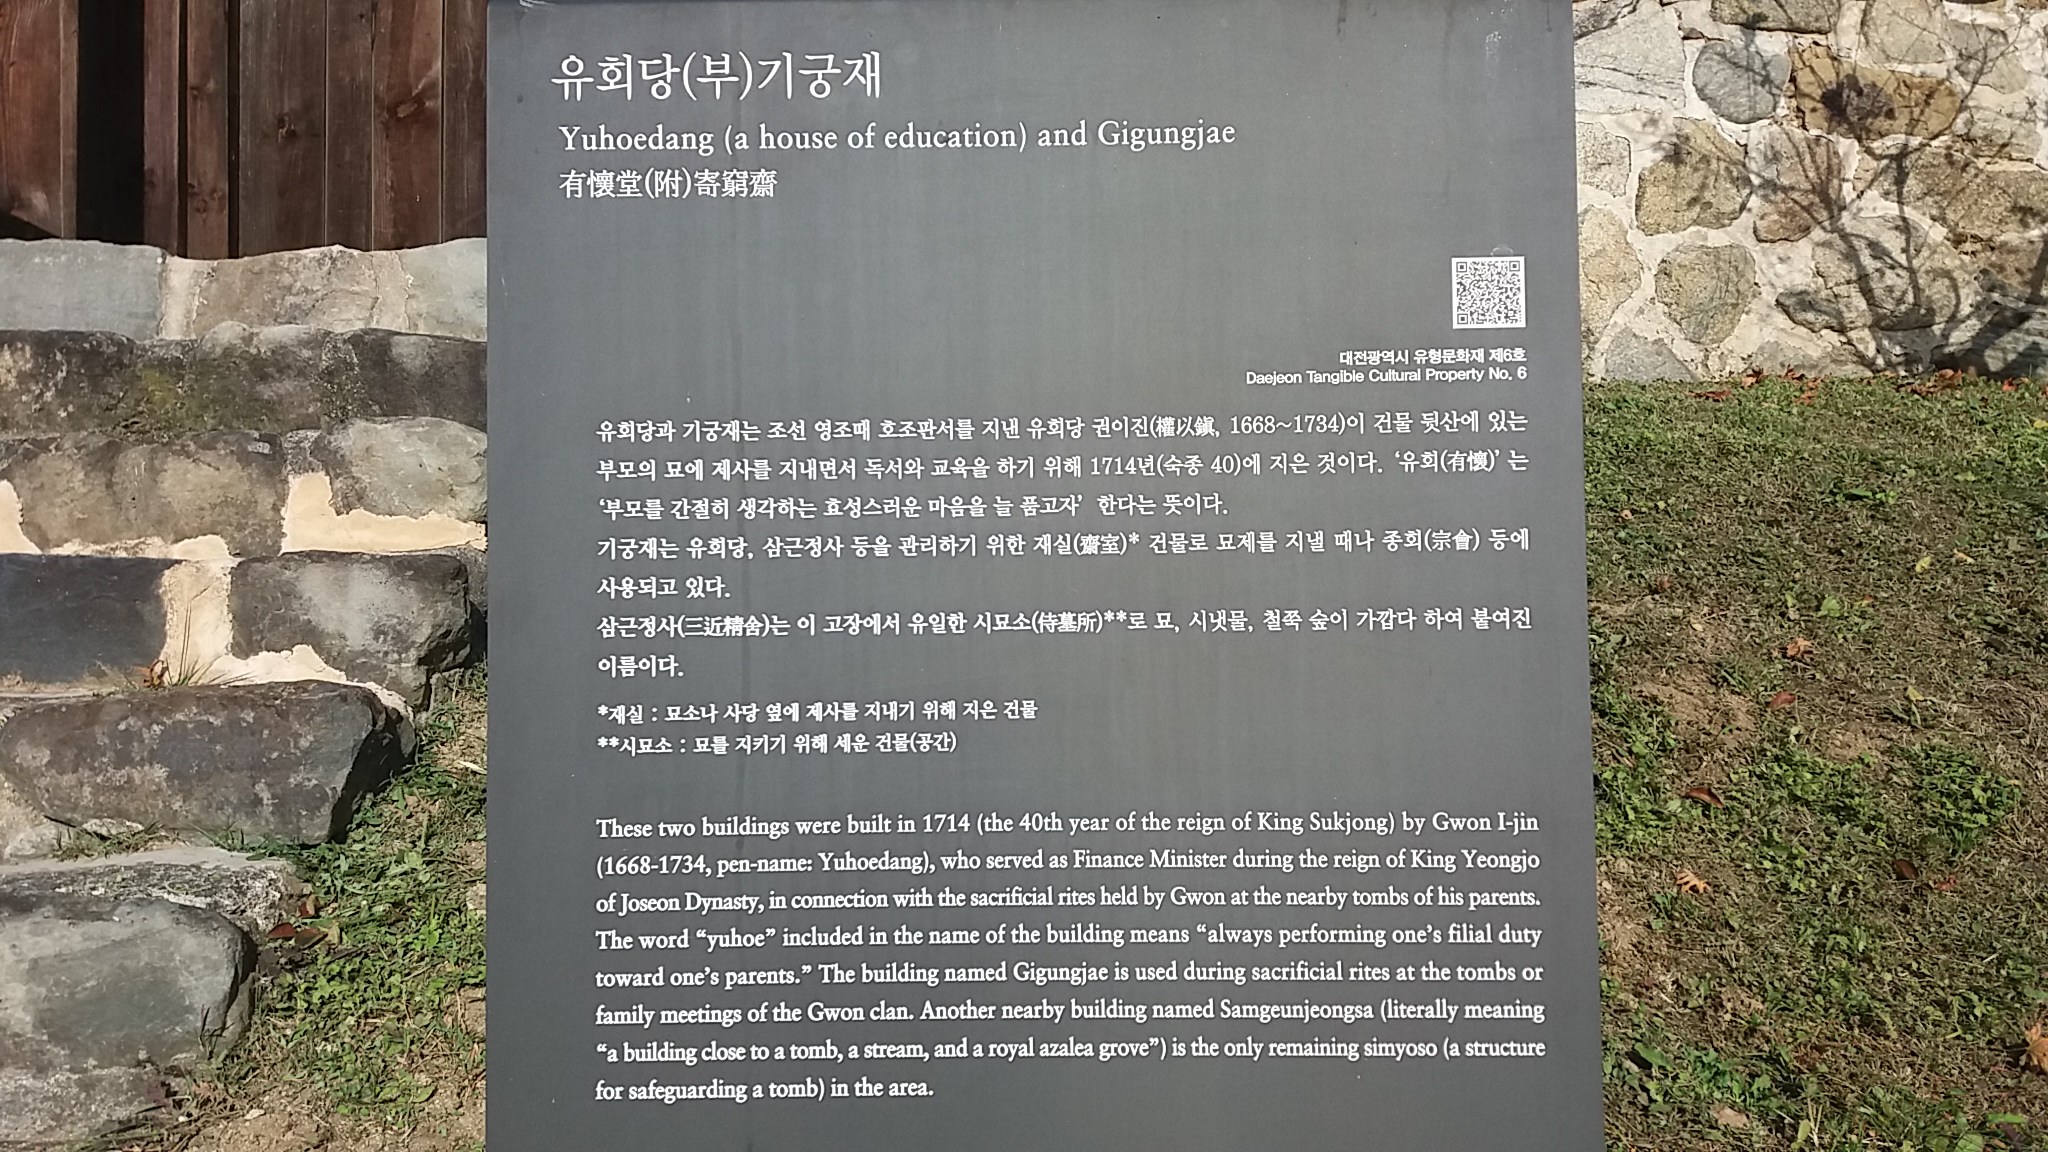 유회당(부)기궁재
Yuhoedang (a house of education) and Gigungjae
有懷堂(附)寄窮齋
대전광역시 유형문화재 제6호
Daejeon Tangible Cultural Property No. 6
유회당과 기궁재는 조선 영조때 호조판서를 지낸 유회당 권이진(權以鎭, 1668~1734)이 건물 뒷산에 있는
부모의 묘에 제사를 지내면서 독서와 교육을 하기 위해 1714년(숙종 40)에 지은 것이다. ‘유회(有懷)’ 는
‘부모를 간절히 생각하는 효성스러운 마음을 늘 품고자’ 한다는 뜻이다.
기궁재는 유회당, 삼근정사 등을 관리하기 위한 재실(齋室)* 건물로 묘제를 지낼 때나 종회(宗會) 등에
사용되고 있다.
삼근정사(三近精舍)는 이 고장에서 유일한 시묘소(侍墓所)**로 묘, 시냇물, 철쭉 숲이 가깝다 하여 붙여진
이름이다.
*재실 : 묘소나 사당 옆에 제사를 지내기 위해 지은 건물
**시묘소 : 묘를 지키기 위해 세운 건물(공간)
These two buildings were built in 1714 (the 40th year of the reign of King Sukjong) by Gwon I-jin
(1668-1734, pen-name: Yuhoedang), who served as Finance Minister during the reign of King Yeongjo
of Joseon Dynasty, in connection with the sacrificial rites held by Gwon at the nearby tombs of his parents.
The word “yuhoe” included in the name of the building means “always performing one’s filial duty
toward one’s parents.” The building named Gigungjae is used during sacrificial rites at the tombs or
family meetings of the Gwon clan. Another nearby building named Samgeunjeongsa (literally meaning
“a building close to a tomb, a stream, and a royal azalea grove”) is the only remaining simyoso (a structure
for safeguarding a tomb) in the area.